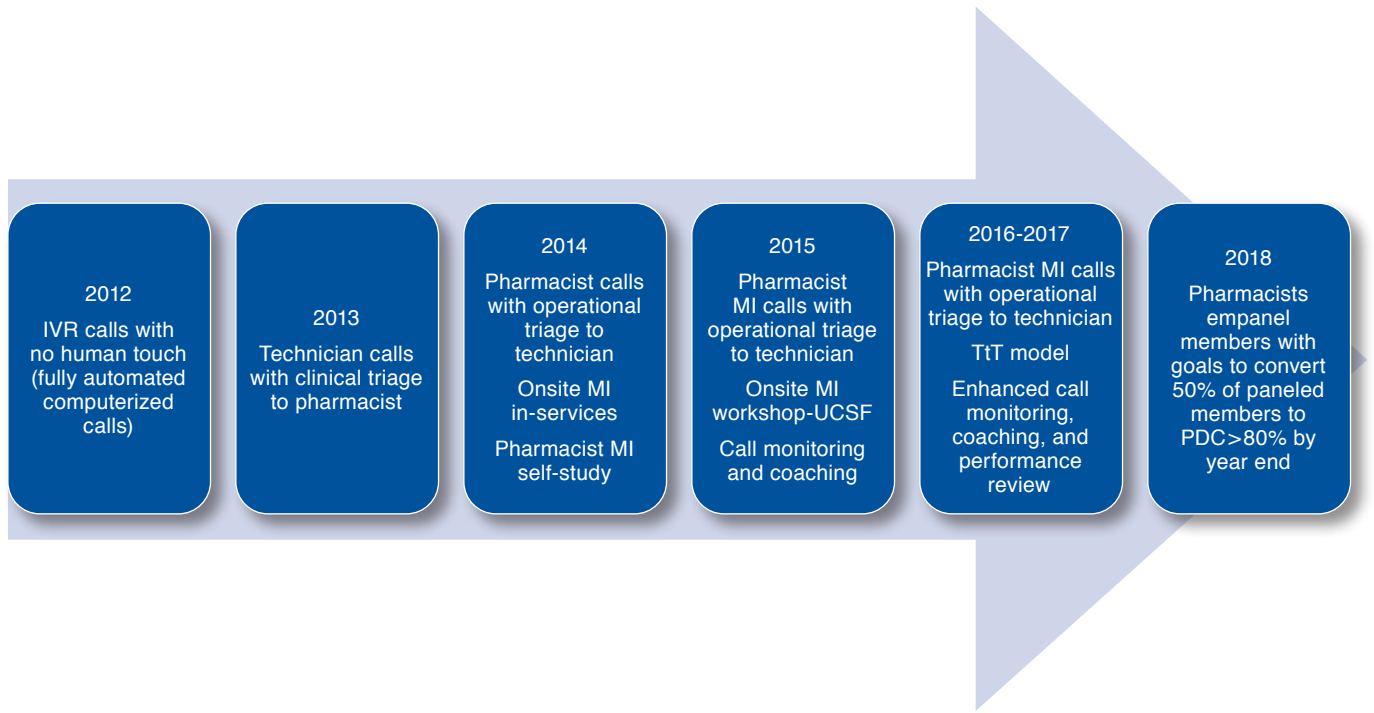 2012
IVR calls with
no human touch
(fully automated
computerized
calls)
2013
Technician calls
with clinical triage
to pharmacist
2014
Pharmacist calls
with operational
triage to
technician
Onsite MI
in-services
Pharmacist MI
self-study
2015
Pharmacist
MI calls with
operational triage
to technician
Onsite MI
workshop-UCSF
Call monitoring
and coaching
2016-2017
Pharmacist MI calls
with operational
triage to technician
TtT model
Enhanced call
monitoring,
coaching, and
performance
review
2018
Pharmacists
empanel
members with
goals to convert
50% of paneled
members to
PDC>80% by
year end